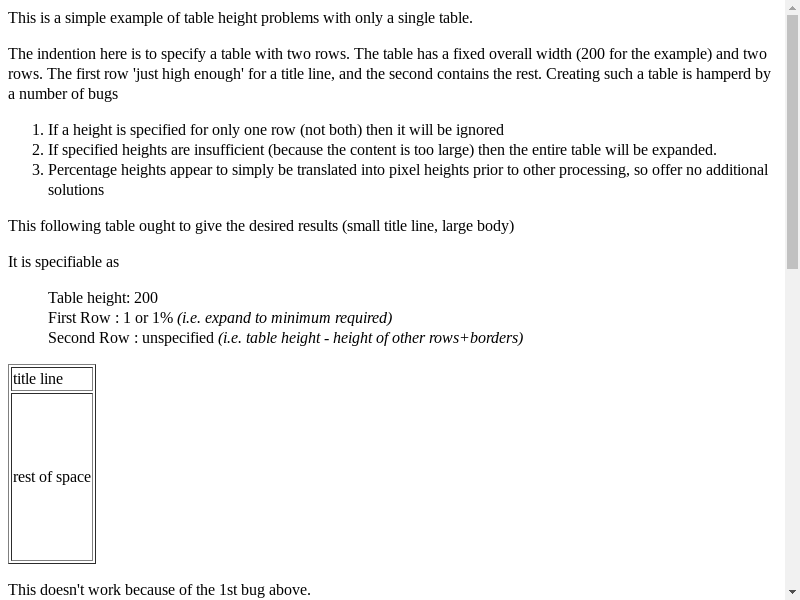 This is a simple example of table height problems with only a single table.
The indention here is to specify a table with two rows. The table has a fixed overall width (200 for the example) and two
rows. The first row 'just high enough' for a title line, and the second contains the rest. Creating such a table is hamperd by
a number of bugs
1. If a height is specified for only one row (not both) then it will be ignored
2. If specified heights are insufficient (because the content is too large) then the entire table will be expanded.
3. Percentage heights appear to simply be translated into pixel heights prior to other processing, so offer no additional
solutions
This following table ought to give the desired results (small title line, large body)
It is specifiable as
Table height: 200
First Row : 1 or 1% (i.e. expand to minimum required)
Second Row : unspecified (i.e. table height - height of other rows+borders)
title line
rest of space
This doesn't work because of the 1st bug above.